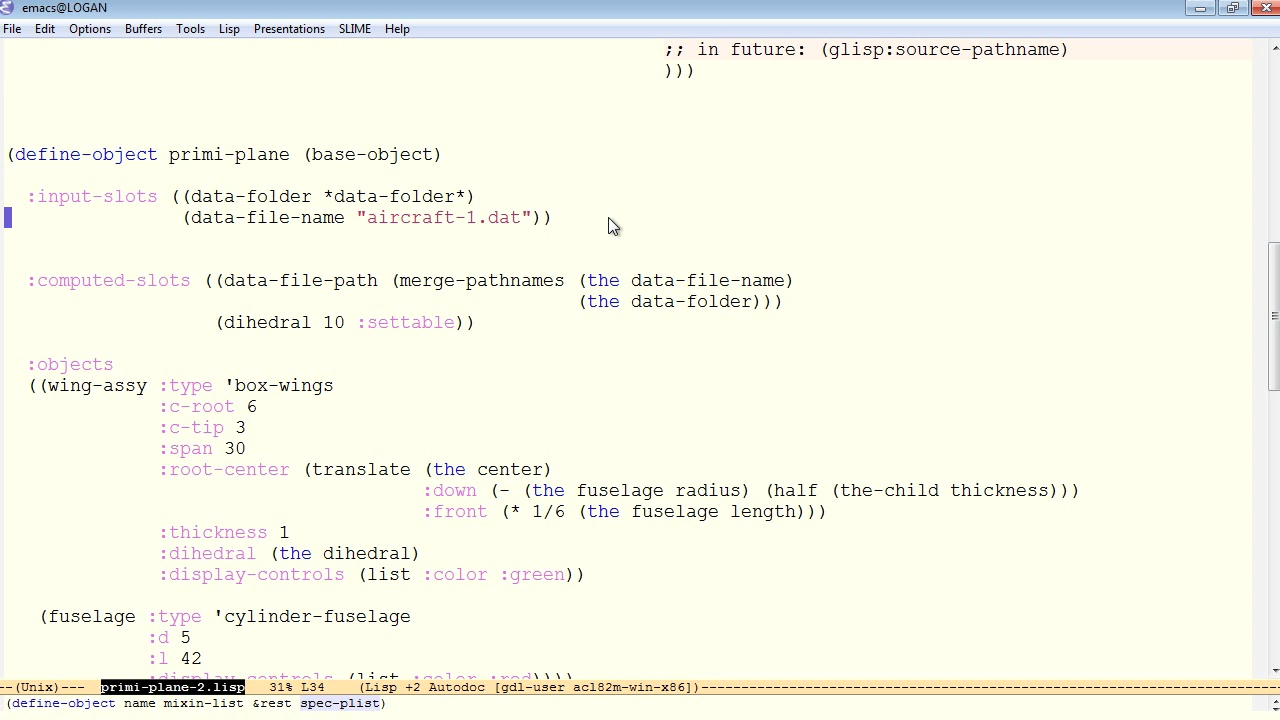 emacs@LOGAN
File Edit Options Buffers Tools Lisp Presentations SLIME Help
;; in future: (glisp:source-pathname)
)))
(define-object primi-plane (base-object)
:input-slots ((data-folder *data-folder*)
(data-file-name "aircraft-1.dat"))
:computed-slots ((data-file-path (merge-pathnames (the data-file-name)
(the data-folder)))
(dihedral 10 :settable))
:objects
((wing-assy :type 'box-wings
:c-root 6
:c-tip 3
:span 30
:root-center (translate (the center)
:down (- (the fuselage radius) (half (the-child thickness)))
:front (* 1/6 (the fuselage length)))
:thickness 1
:dihedral (the dihedral)
:display-controls (list :color :green))
(fuselage :type 'cylinder-fuselage
:d 5
:l 42
:display-controls (list :color :red))))
--(Unix)--- primi-plane-2.lisp 31% L34 (Lisp +2 Autodoc [gdl-user acl82m-win-x86])---
(define-object name mixin-list &rest spec-plist)